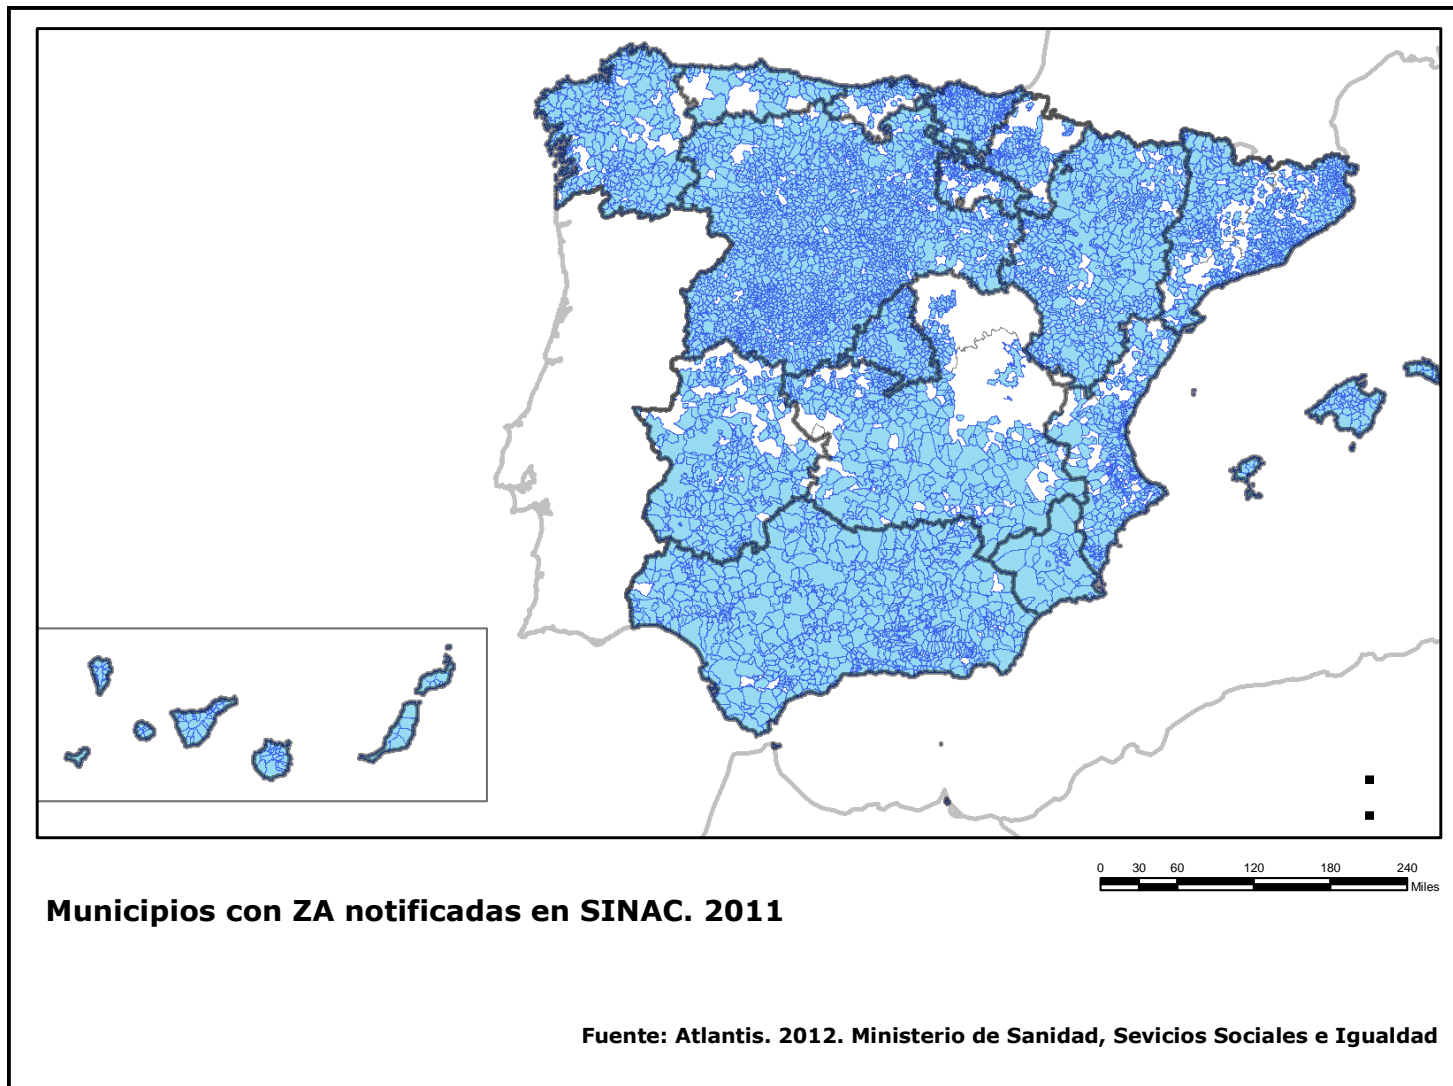 0 30 60 120 180 240
Miles
Municipios con ZA notificadas en SINAC. 2011
Fuente: Atlantis. 2012. Ministerio de Sanidad, Sevicios Sociales e Igualdad